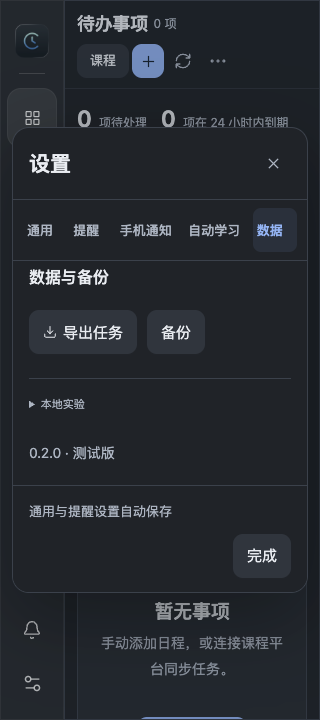 待办事项 0 项
课程
0 项待处理 0 项在 24 小时内到期
设置
通用 提醒 手机通知 自动学习 数据
数据与备份
导出任务 备份
本地实验
0.2.0 · 测试版
通用与提醒设置自动保存
完成
暂无事项
手动添加日程，或连接课程平
台同步任务。